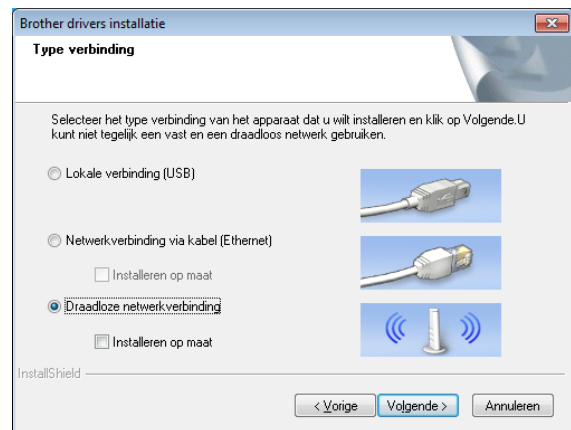 Brother drivers installatie
Type verbinding
Selecteer het type verbinding van het apparaat dat u wilt installeren en klik op Volgende.U
kunt niet tegelijk een vast en een draadloos netwerk gebruiken.
Lokale verbinding (USB)
Netwerkverbinding via kabel (Ethernet)
Installeren op maat
Draadloze netwerkverbinding
Installeren op maat
InstallShield
< Vorige
Volgende >
Annuleren